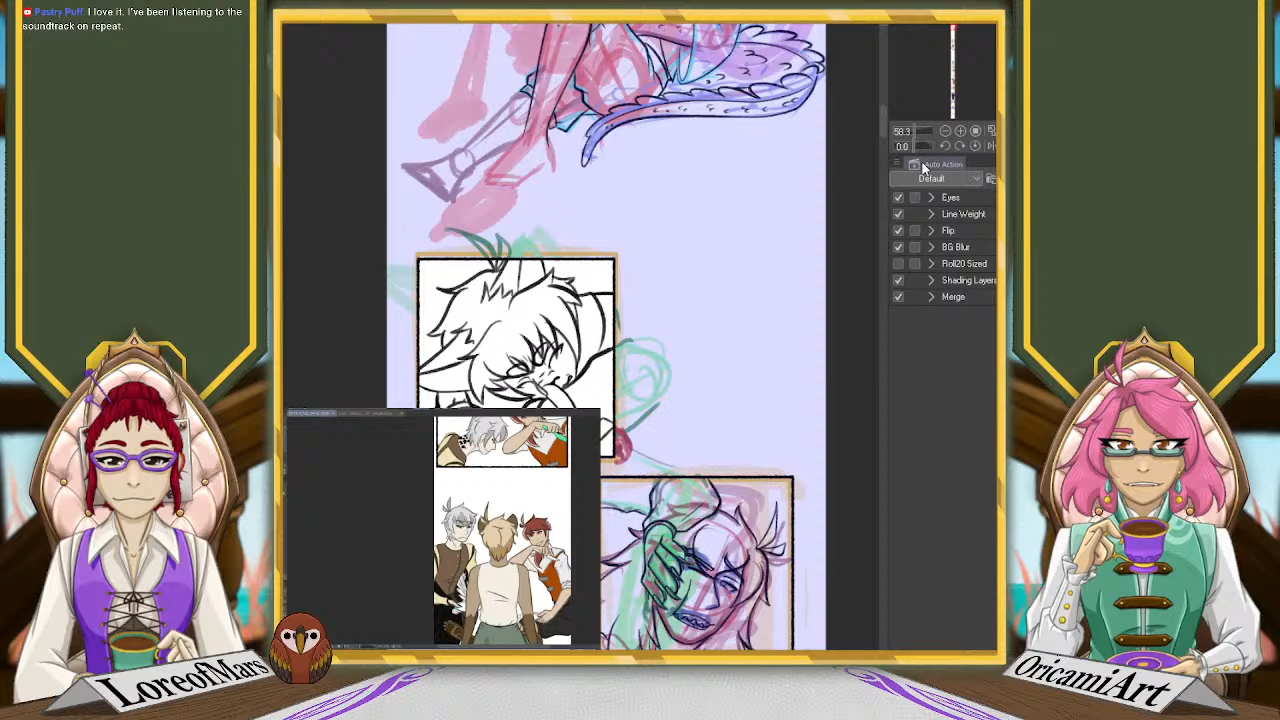 Pastry Puff I love it. I've been listening to the
soundtrack on repeat.
58.3
0.0
Auto Action
Default
Eyes
Line Weight
Flip
BG Blur
Roll20 Sized
Shading Layers
Merge
LoreofMars
OricamiArt